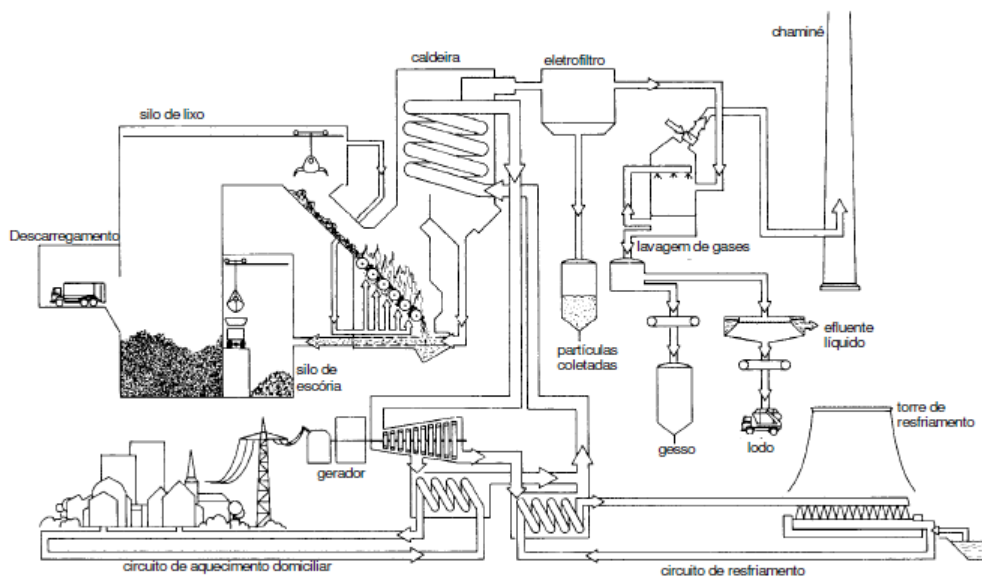 chaminé
caldeira
eletrofiltro
silo de lixo
Descarregamento
lavagem de gases
efluente
líquido
partículas
coletadas
silo de
escória
torre de
resfriamento
gesso
lodo
gerador
circuito de aquecimento domiciliar
circuito de resfriamento